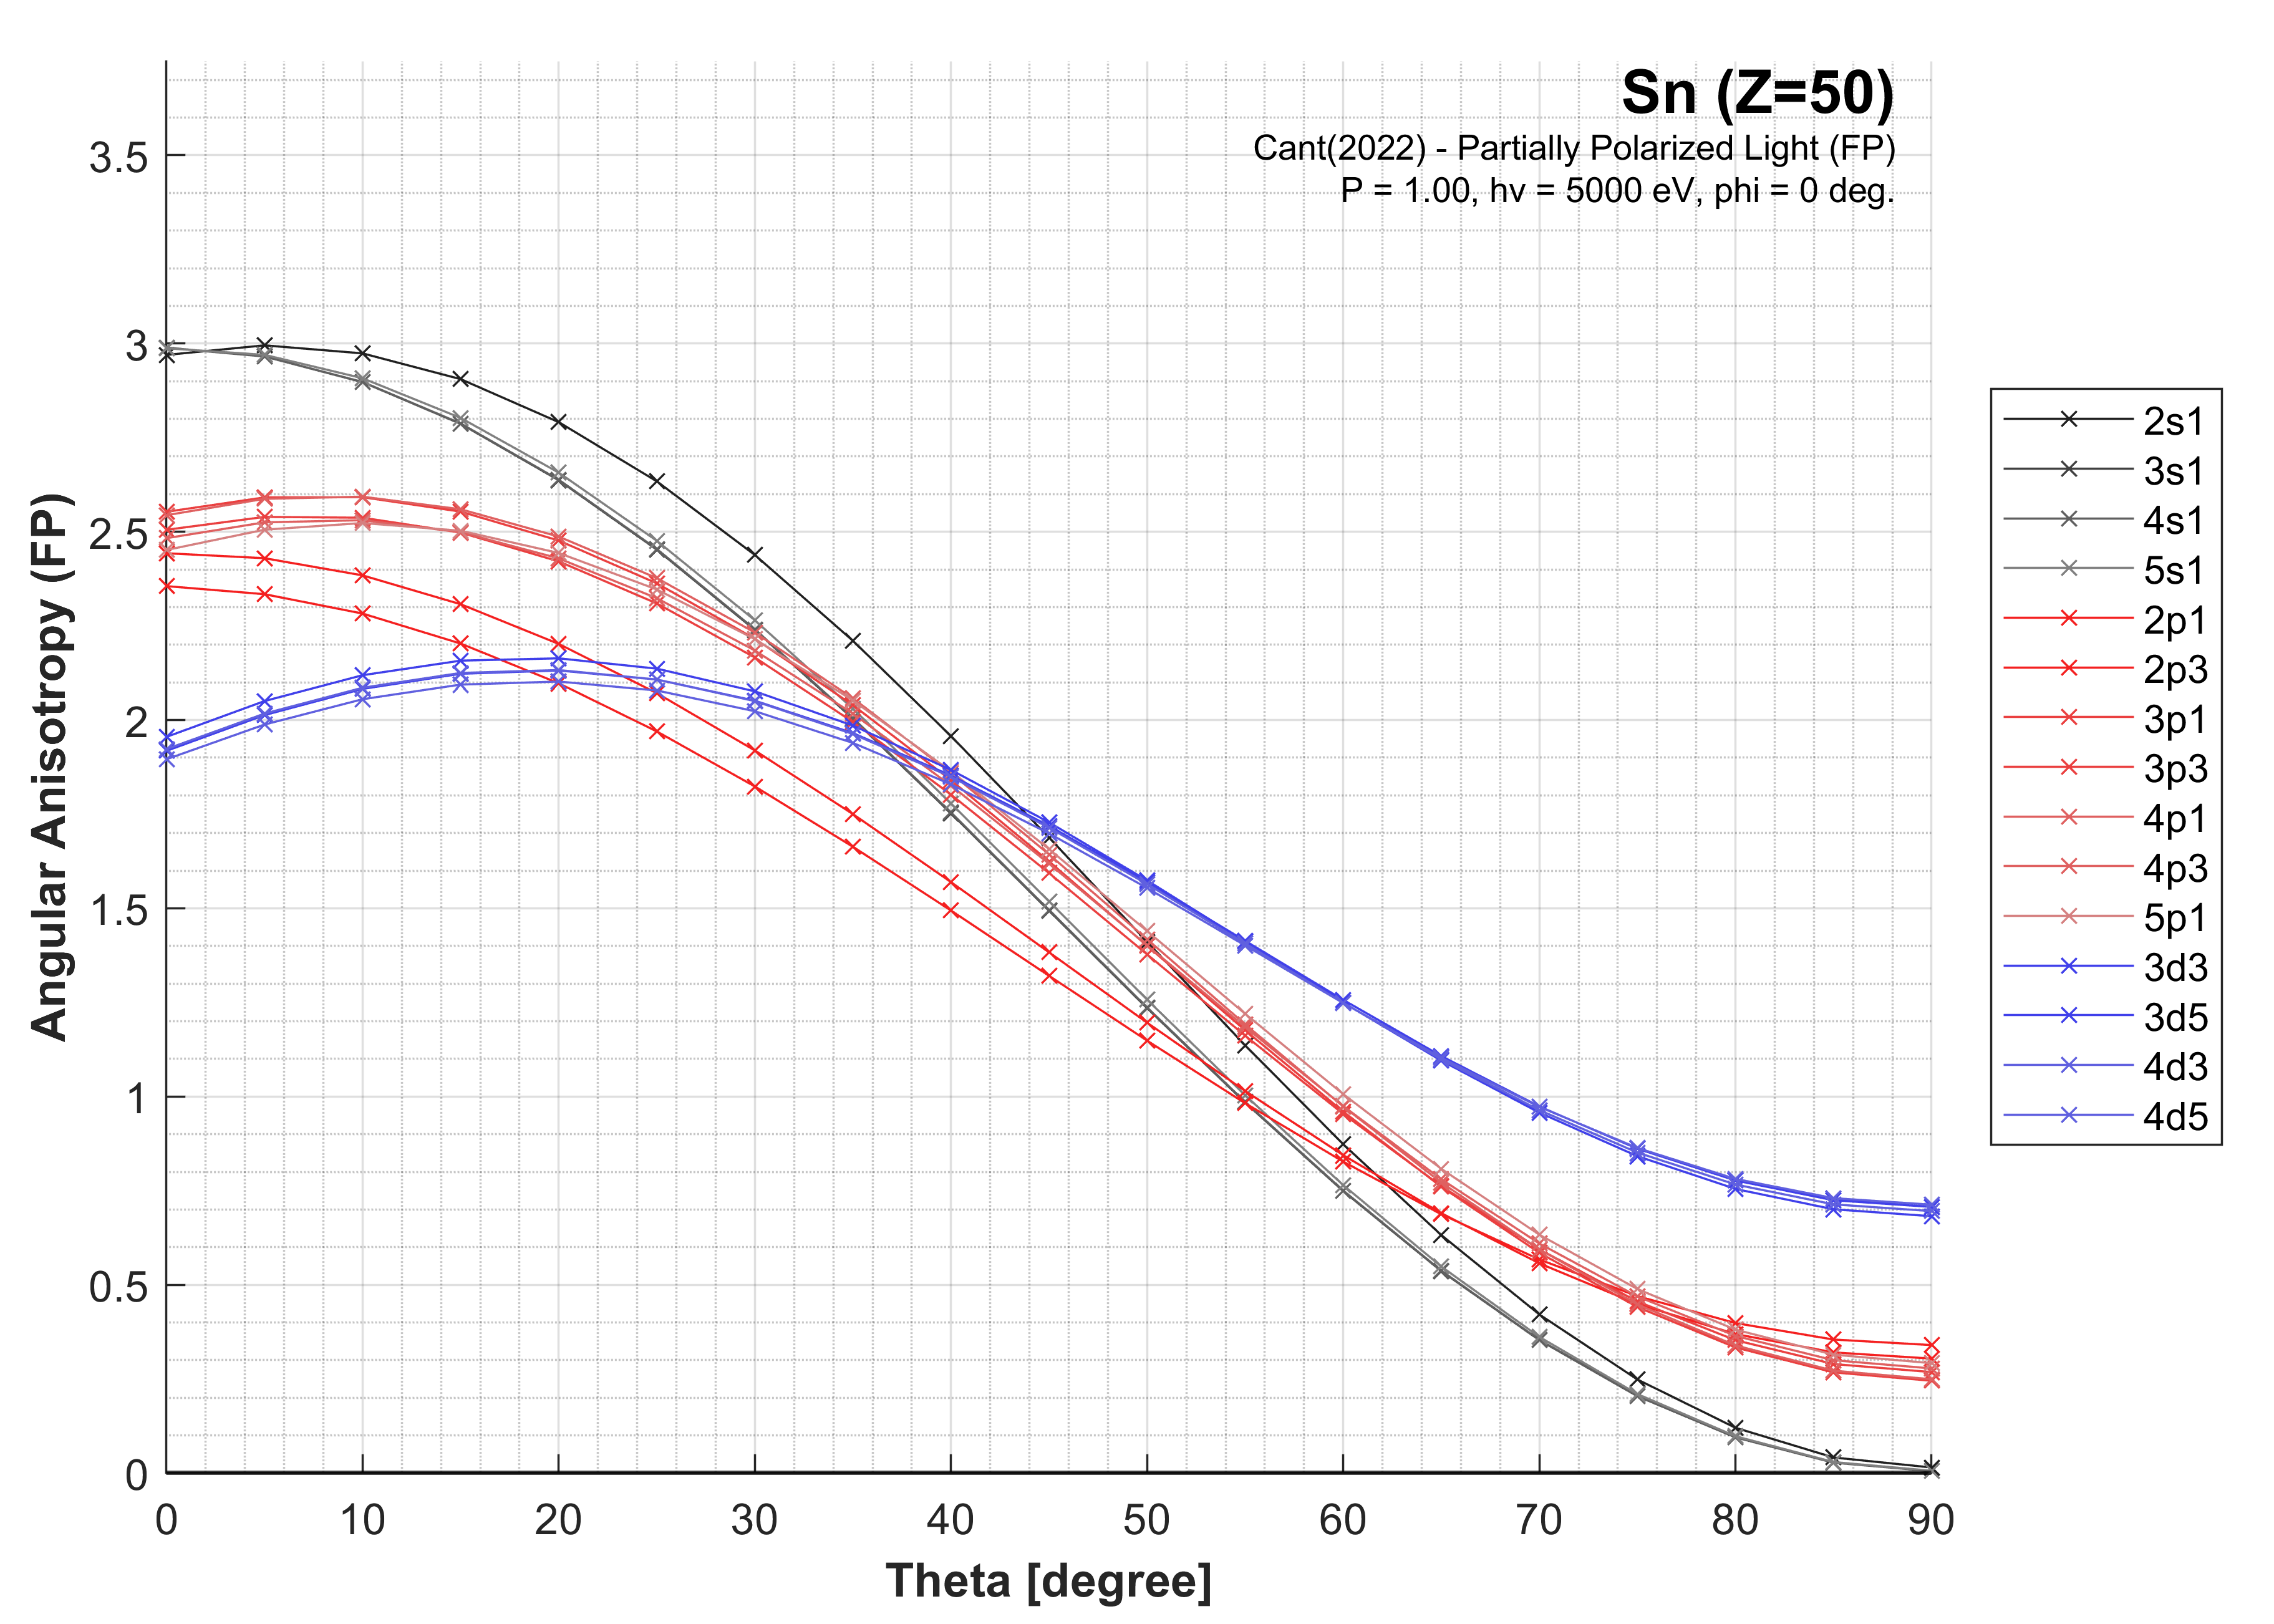 Sn (Z=50)
Cant(2022) - Partially Polarized Light (FP)
P = 1.00, hv = 5000 eV, phi = 0 deg.
Angular Anisotropy (FP)
3.5
3
2.5
2
1.5
1
0.5
0
0 10 20 30 40 50 60 70 80 90
Theta [degree]
2s1
3s1
4s1
5s1
2p1
2p3
3p1
3p3
4p1
4p3
5p1
3d3
3d5
4d3
4d5